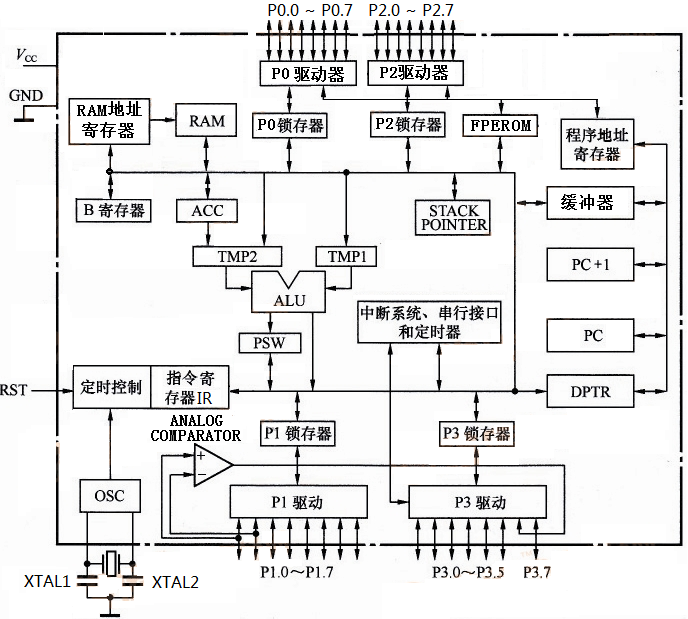 P0.0 ~ P0.7
P2.0 ~ P2.7
VCC
GND
P0 驱动器
P2驱动器
RAM地址
寄存器
RAM
P0锁存器
P2锁存器
FPEROM
程序地址
寄存器
B 寄存器
ACC
STACK
POINTER
缓冲器
TMP2
TMP1
ALU
PC+1
中断系统、串行接口
和定时器
PSW
PC
RST
定时控制
指令寄
存器IR
DPTR
ANALOG
COMPARATOR
P1 锁存器
P3 锁存器
+
−
OSC
P1 驱动
P3 驱动
P1.0～P1.7
P3.0～P3.5
P3.7
XTAL1
XTAL2